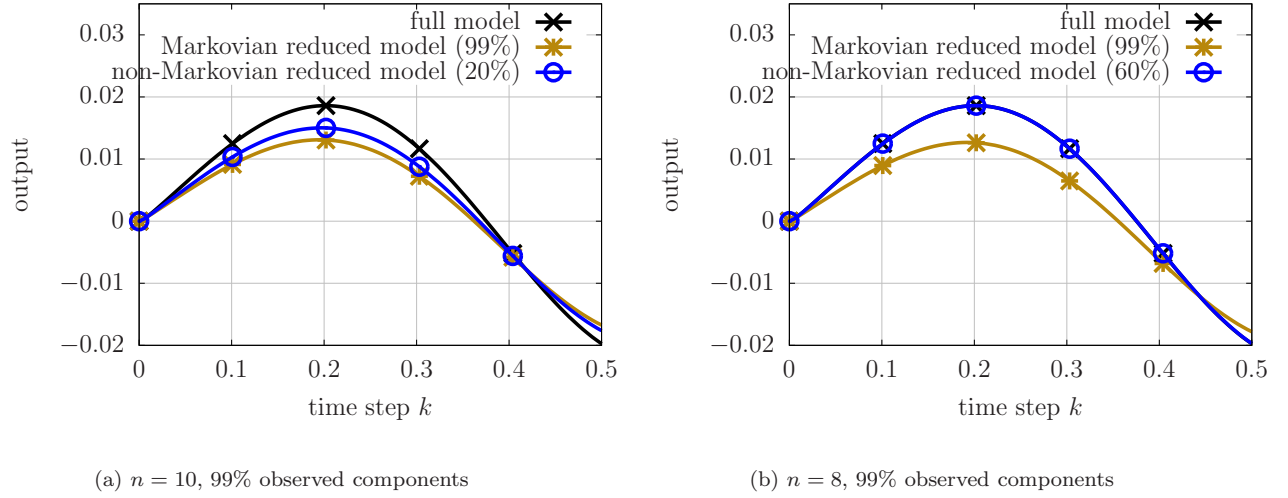 0.03
0.02
0.01
0
−0.01
−0.02
output
full model
Markovian reduced model (99%)
non-Markovian reduced model (20%)
0 0.1 0.2 0.3 0.4 0.5
time step k
(a) n = 10, 99% observed components
0.03
0.02
0.01
0
−0.01
−0.02
output
full model
Markovian reduced model (99%)
non-Markovian reduced model (60%)
0 0.1 0.2 0.3 0.4 0.5
time step k
(b) n = 8, 99% observed components